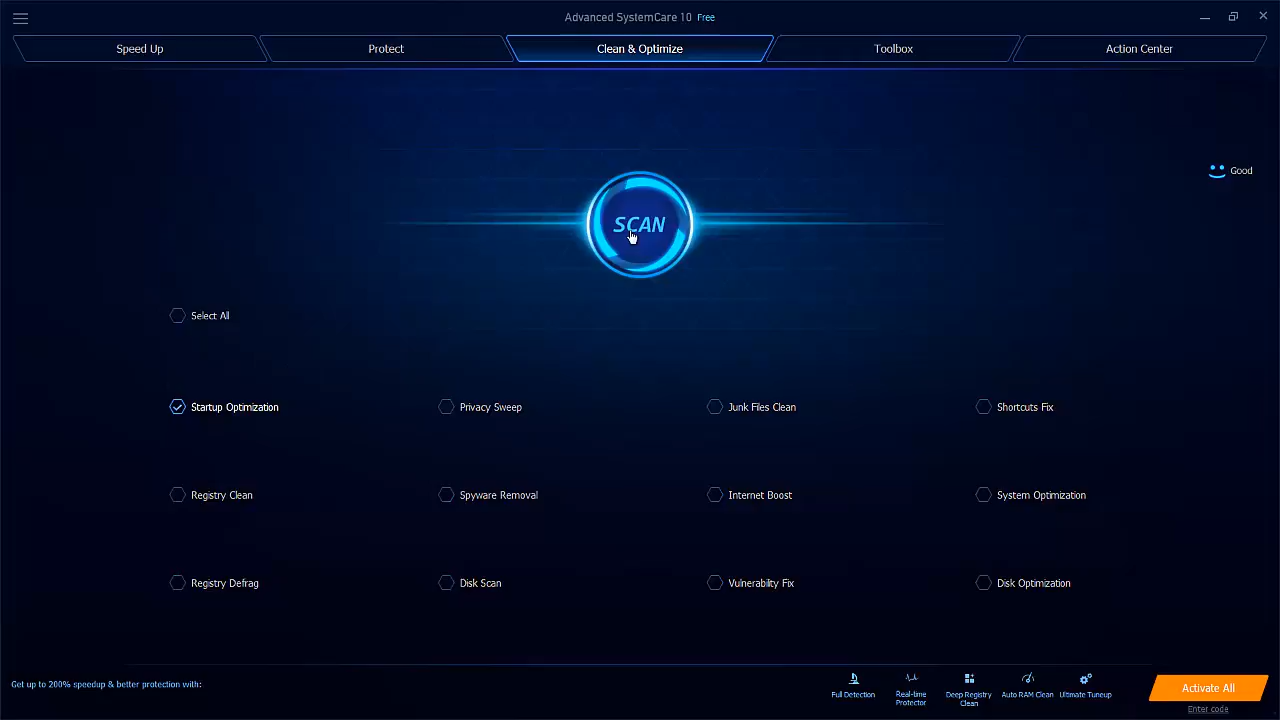 Advanced SystemCare 10 Free
Speed Up
Protect
Clean & Optimize
Toolbox
Action Center
Good
SCAN
Select All
Startup Optimization
Privacy Sweep
Junk Files Clean
Shortcuts Fix
Registry Clean
Spyware Removal
Internet Boost
System Optimization
Registry Defrag
Disk Scan
Vulnerability Fix
Disk Optimization
Get up to 200% speedup & better protection with:
Full Detection
Real-time
Protector
Deep Registry
Clean
Auto RAM Clean
Ultimate Tuneup
Activate All
Enter code